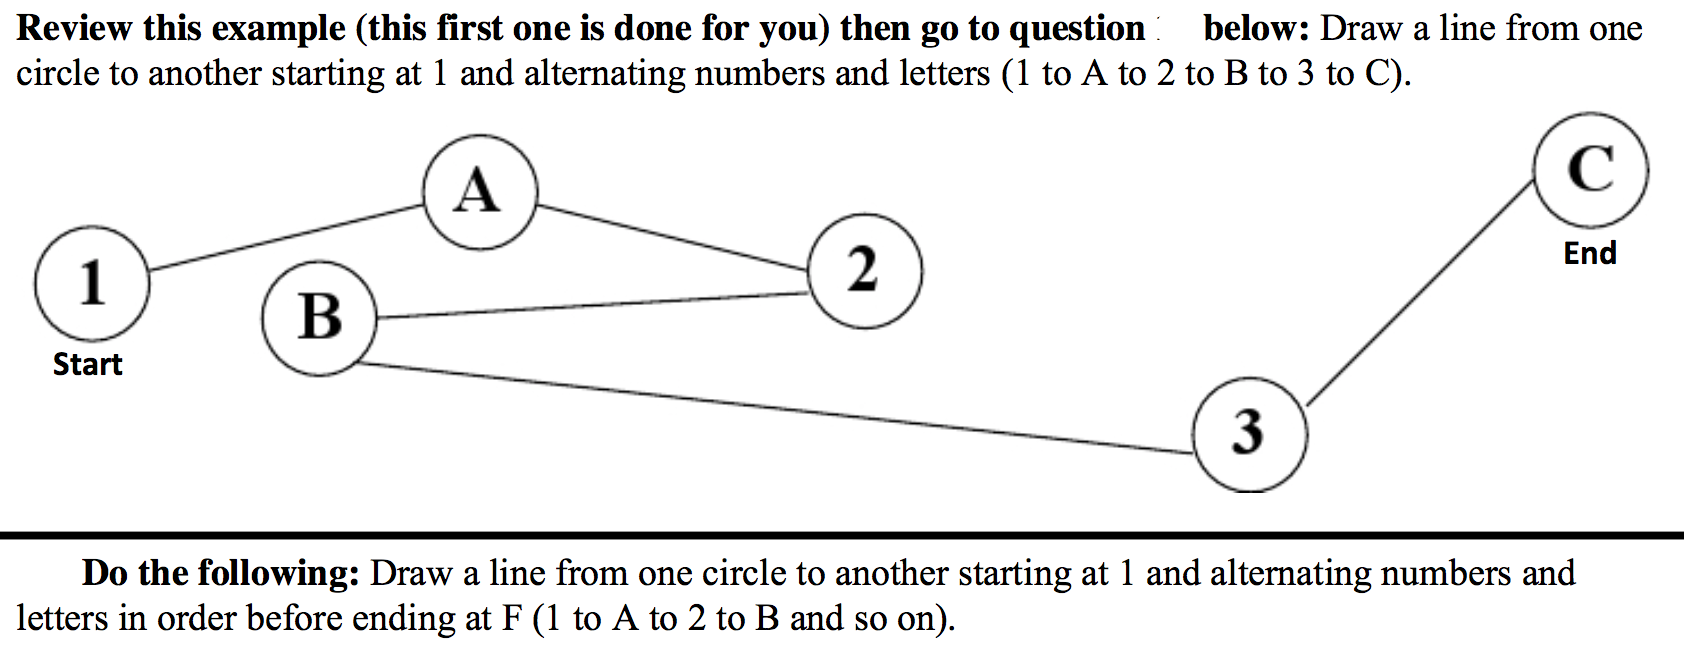 Review this example (this first one is done for you) then go to question below: Draw a line from one
circle to another starting at 1 and alternating numbers and letters (1 to A to 2 to B to 3 to C).
A
C
End
1
Start
2
B
3
Do the following: Draw a line from one circle to another starting at 1 and alternating numbers and
letters in order before ending at F (1 to A to 2 to B and so on).